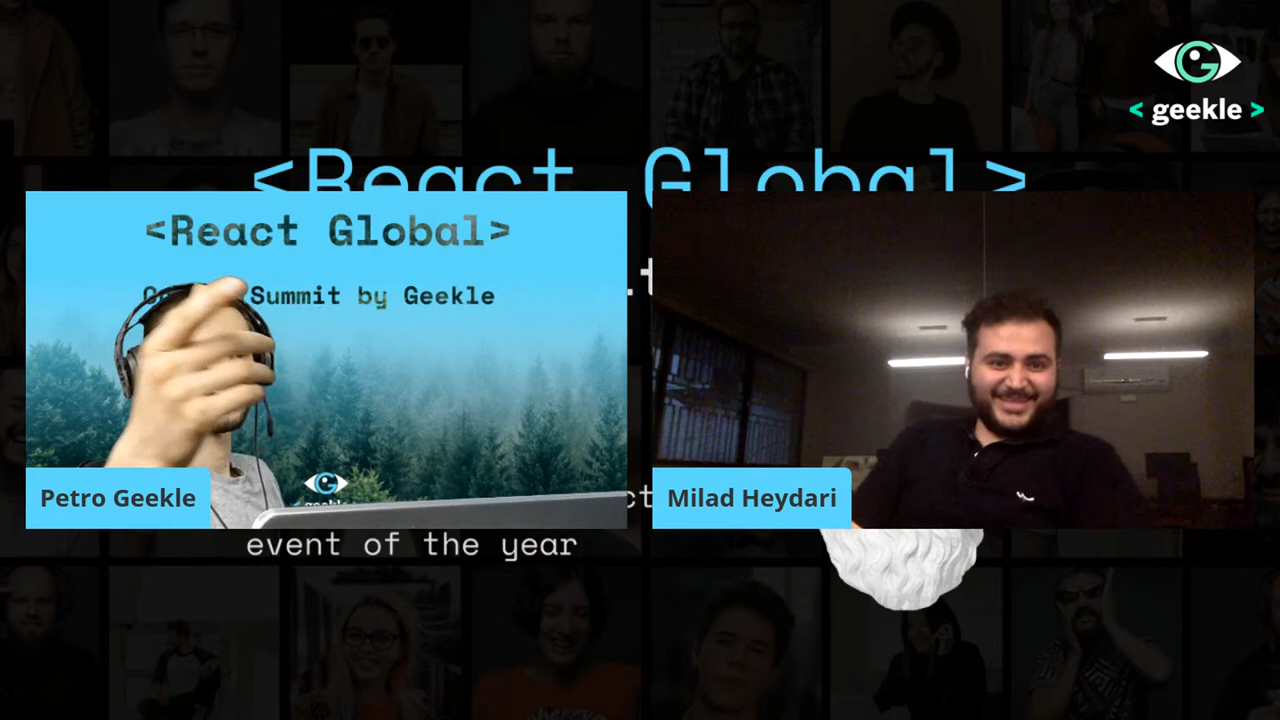 < geekle >
<React Global>
<React Global>
Summit by Geekle
Petro Geekle
Milad Heydari
event of the year